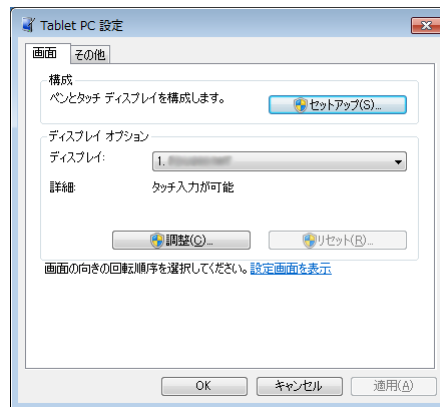 Tablet PC 設定
画面 その他
構成
ペンとタッチ ディスプレイを構成します。 セットアップ(S)...
ディスプレイ オプション
ディスプレイ: 1.
詳細: タッチ入力が可能
調整(C)... リセット(R)...
画面の向きの回転順序を選択してください。 設定画面を表示
OK キャンセル 適用(A)